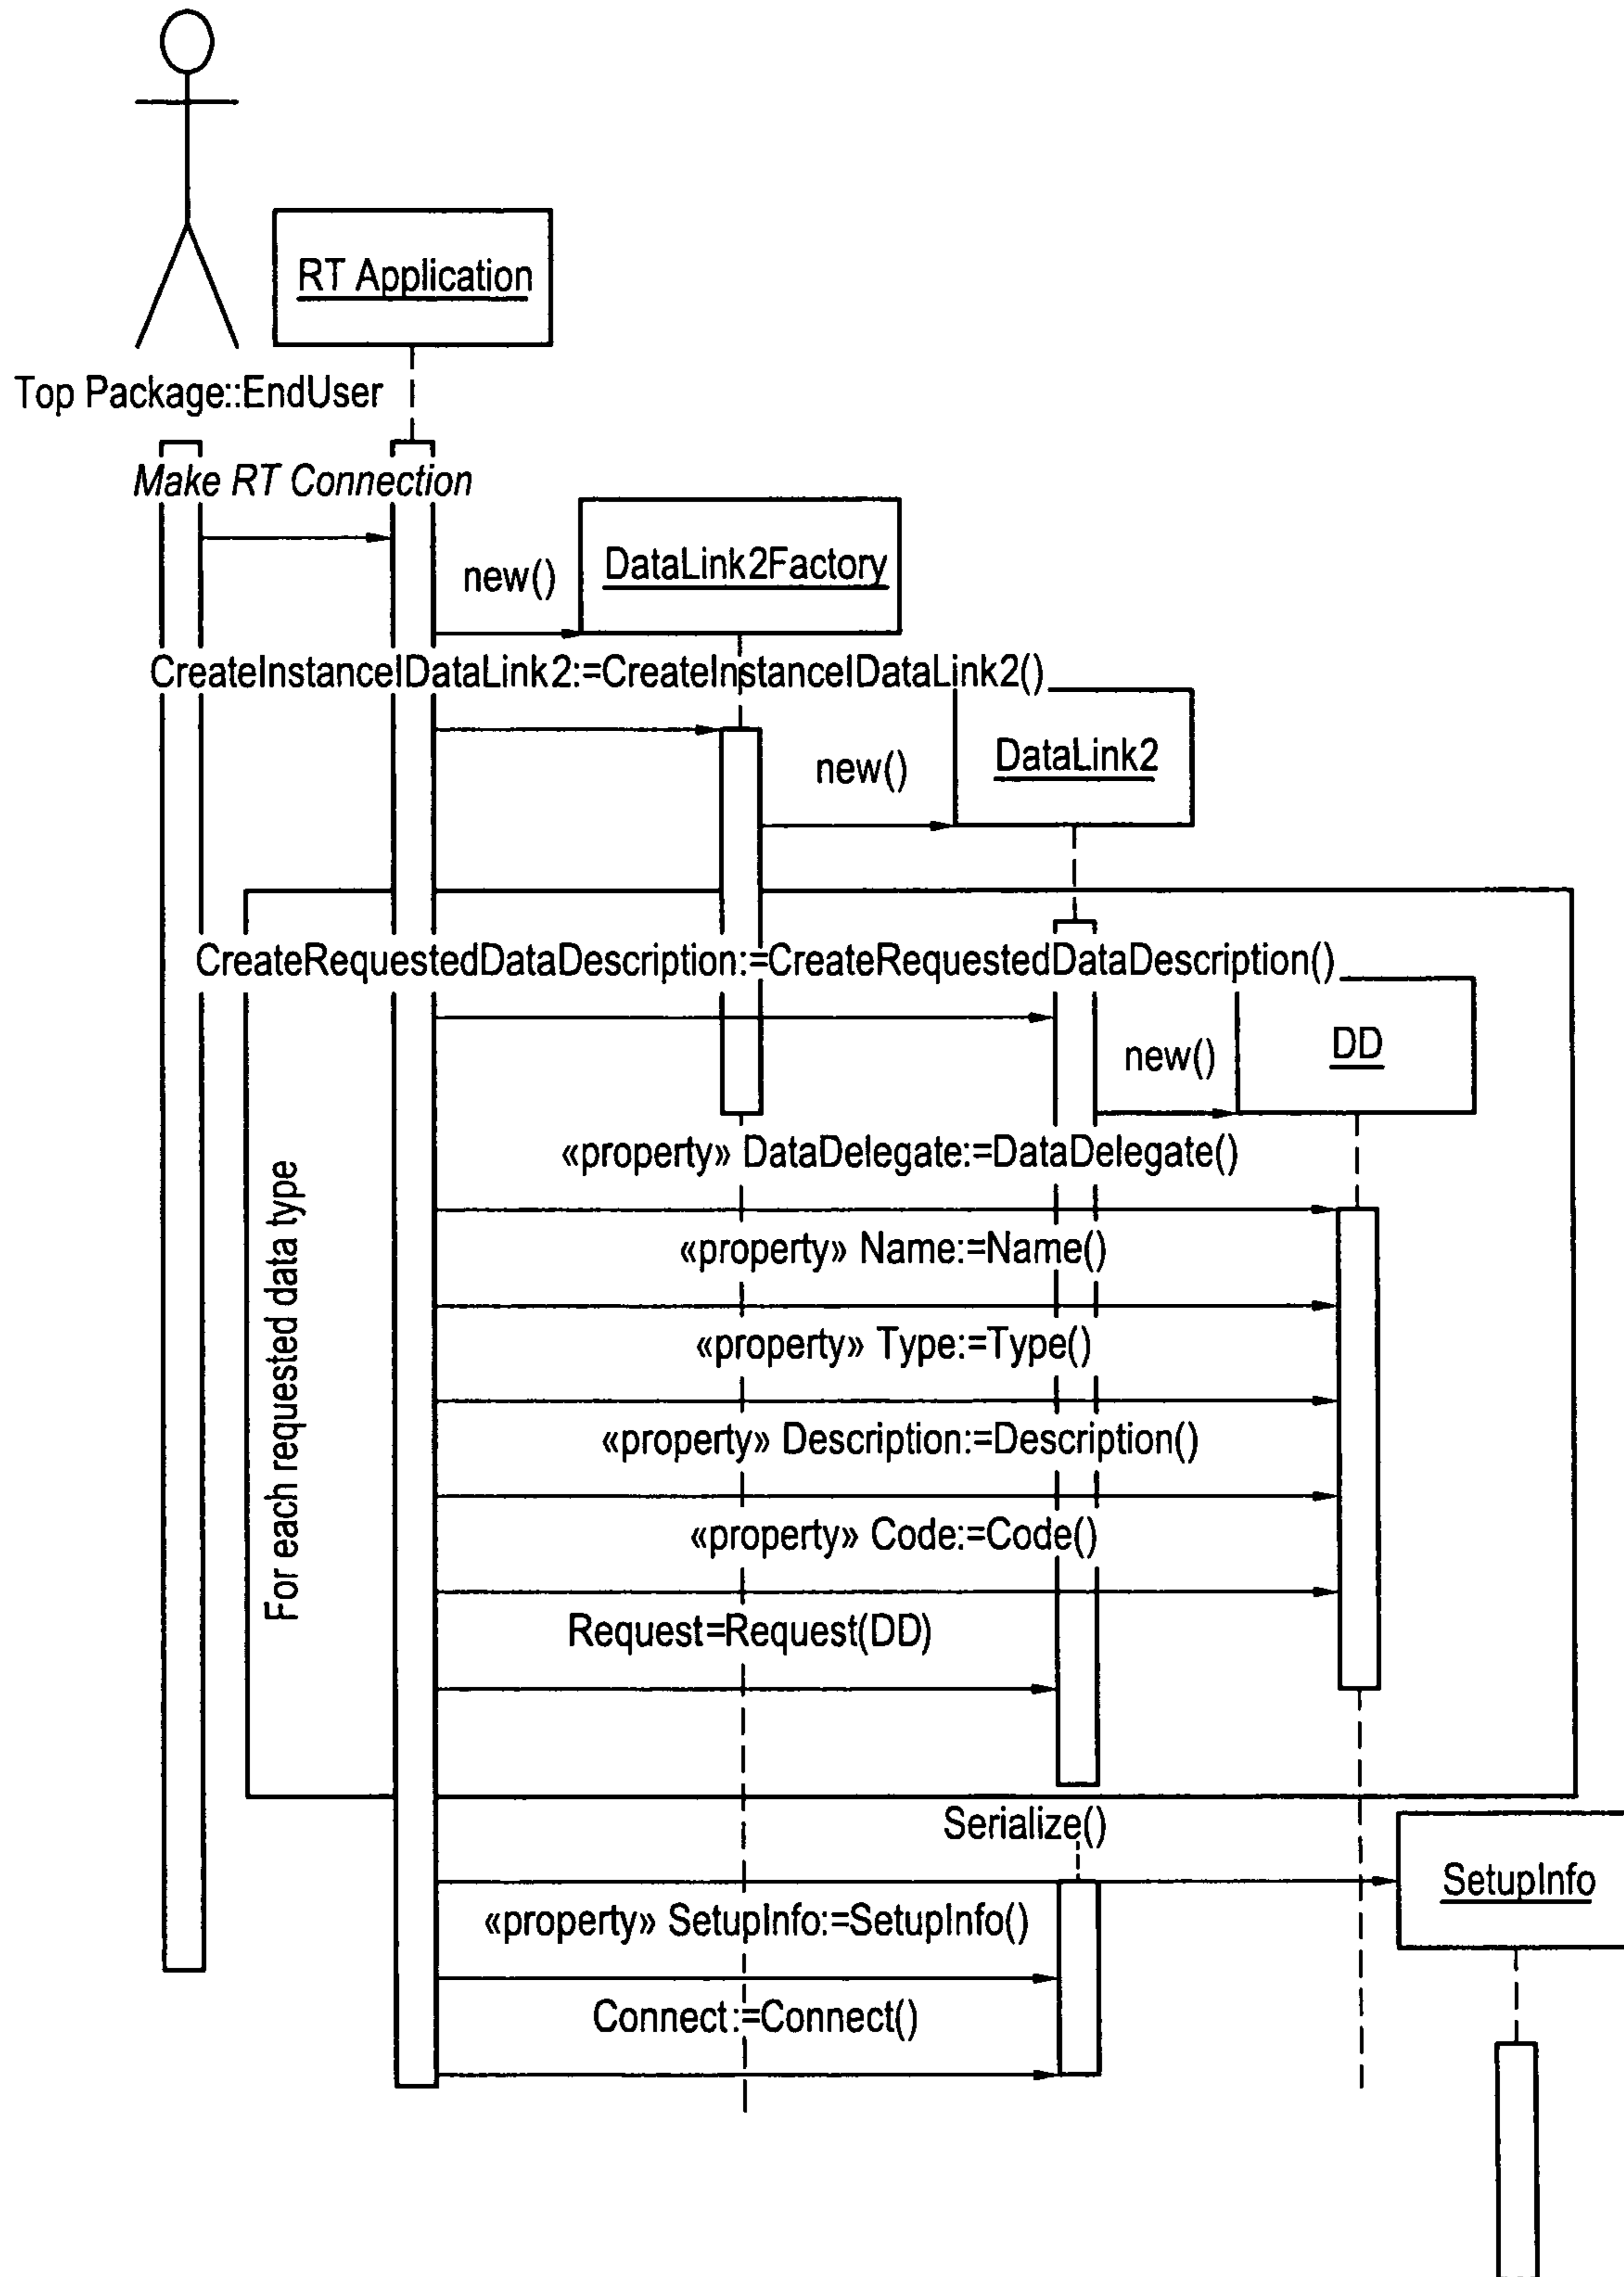 RT Application
Top Package::EndUser
Make RT Connection
new()
DataLink2Factory
CreateInstanceIDataLink2:=CreateInstanceIDataLink2()
new()
DataLink2
CreateRequestedDataDescription:=CreateRequestedDataDescription()
new()
DD
«property» DataDelegate:=DataDelegate()
«property» Name:=Name()
«property» Type:=Type()
«property» Description:=Description()
«property» Code:=Code()
For each requested data type
Request=Request(DD)
Serialize()
SetupInfo
«property» SetupInfo:=SetupInfo()
Connect:=Connect()